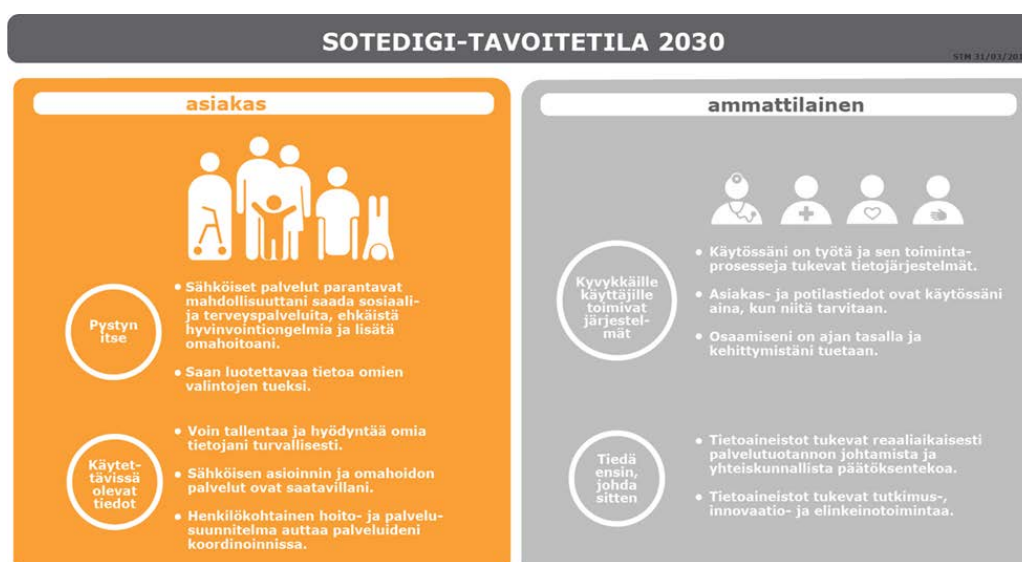 SOTEDIGI-TAVOITETILA 2030
asiakas
Pystyn
itse
• Sähköiset palvelut parantavat
mahdollisuuttani saada sosiaali-
ja terveyspalveluita, ehkäistä
hyvinvointiongelmia ja lisätä
omahoitoani.
• Saan luotettavaa tietoa omien
valintojen tueksi.
Käytet-
tävissä
olevat
tiedot
• Voin tallentaa ja hyödyntää omia
tietojani turvallisesti.
• Sähköisen asioinnin ja omahoidon
palvelut ovat saatavillani.
• Henkilökohtainen hoito- ja palvelu-
suunnitelma auttaa palveluideni
koordinoinnissa.
ammattilainen
Kyvykkäille
käyttäjille
toimivat
järjestel-
mät
• Käytössäni on työtä ja sen toiminta-
prosesseja tukevat tietojärjestelmät.
• Asiakas- ja potilastiedot ovat käytössäni
aina, kun niitä tarvitaan.
• Osaamiseni on ajan tasalla ja
kehittymistäni tuetaan.
Tiedä
ensin,
johda
sitten
• Tietoaineistot tukevat reaaliaikaisesti
palvelutuotannon johtamista ja
yhteiskunnallista päätöksentekoa.
• Tietoaineistot tukevat tutkimus-,
innovaatio- ja elinkeinotoimintaa.